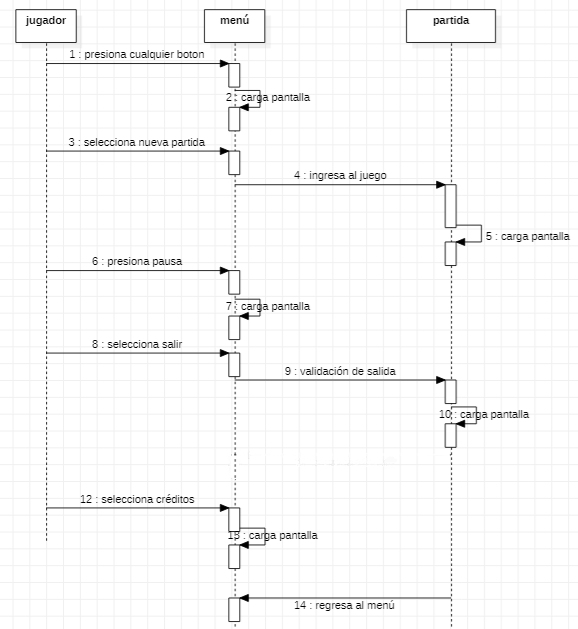 jugador
menú
partida
1 : presiona cualquier boton
2 : carga pantalla
3 : selecciona nueva partida
4 : ingresa al juego
5 : carga pantalla
6 : presiona pausa
7 : carga pantalla
8 : selecciona salir
9 : validación de salida
10 : carga pantalla
12 : selecciona créditos
13 : carga pantalla
14 : regresa al menú